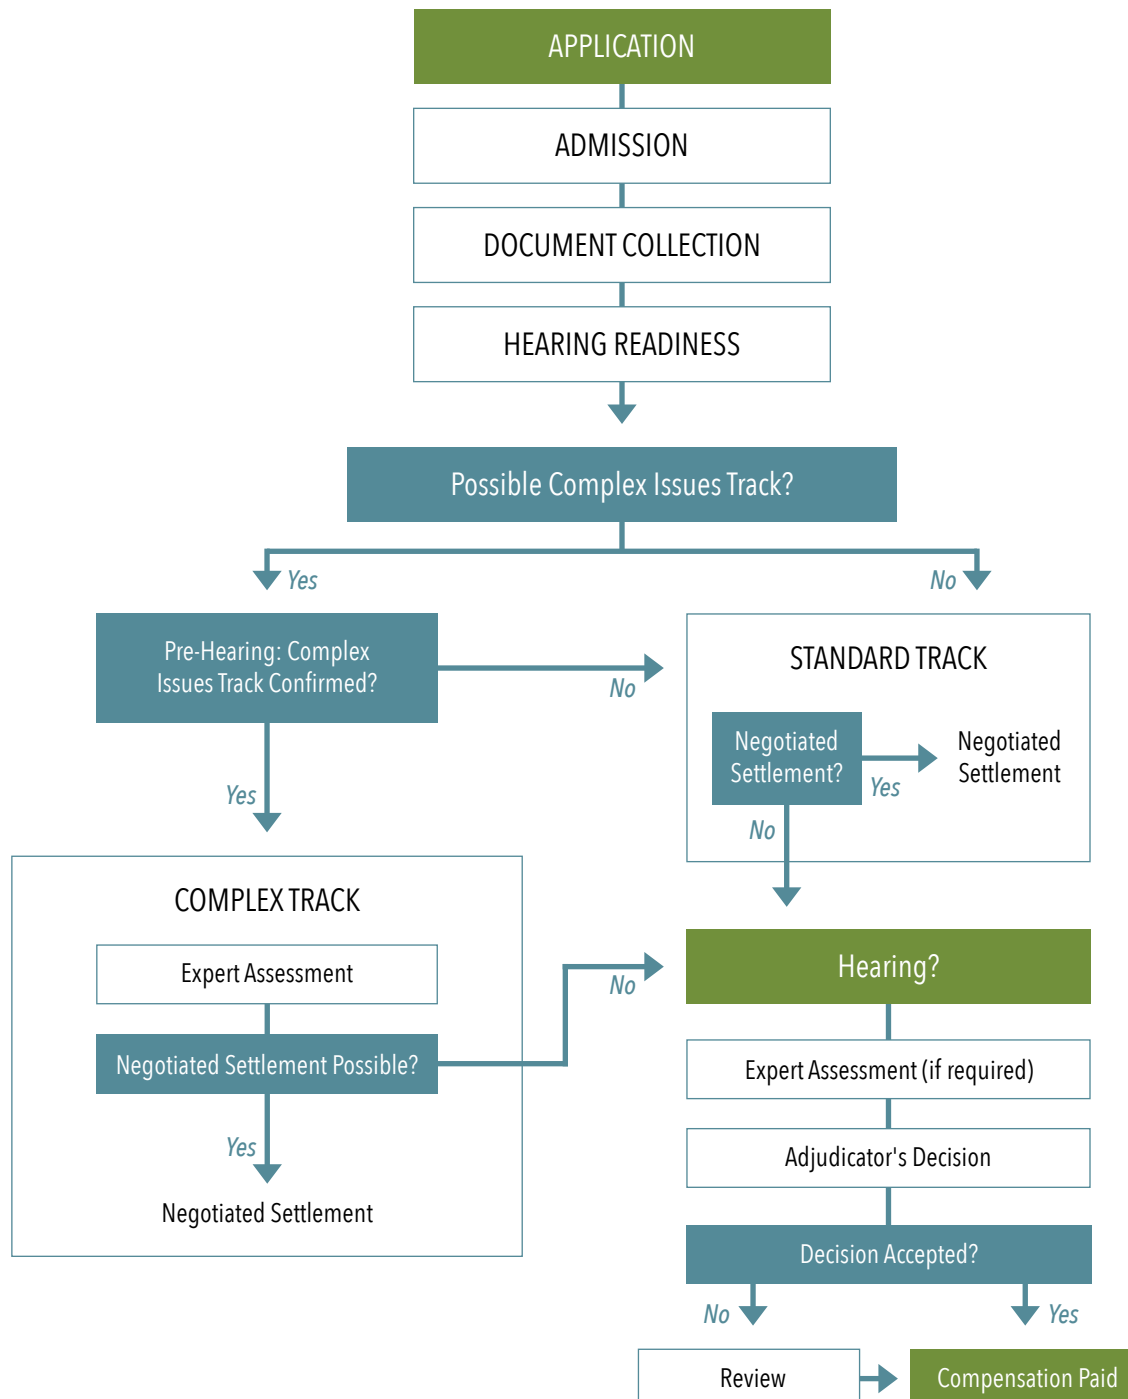 APPLICATION
ADMISSION
DOCUMENT COLLECTION
HEARING READINESS
Possible Complex Issues Track?
Yes
No
Pre-Hearing: Complex
Issues Track Confirmed?
No
Yes
STANDARD TRACK
Negotiated
Settlement?
Yes
Negotiated
Settlement
No
COMPLEX TRACK
Expert Assessment
Negotiated Settlement Possible?
No
Yes
Negotiated Settlement
Hearing?
Expert Assessment (if required)
Adjudicator's Decision
Decision Accepted?
No
Yes
Review
Compensation Paid